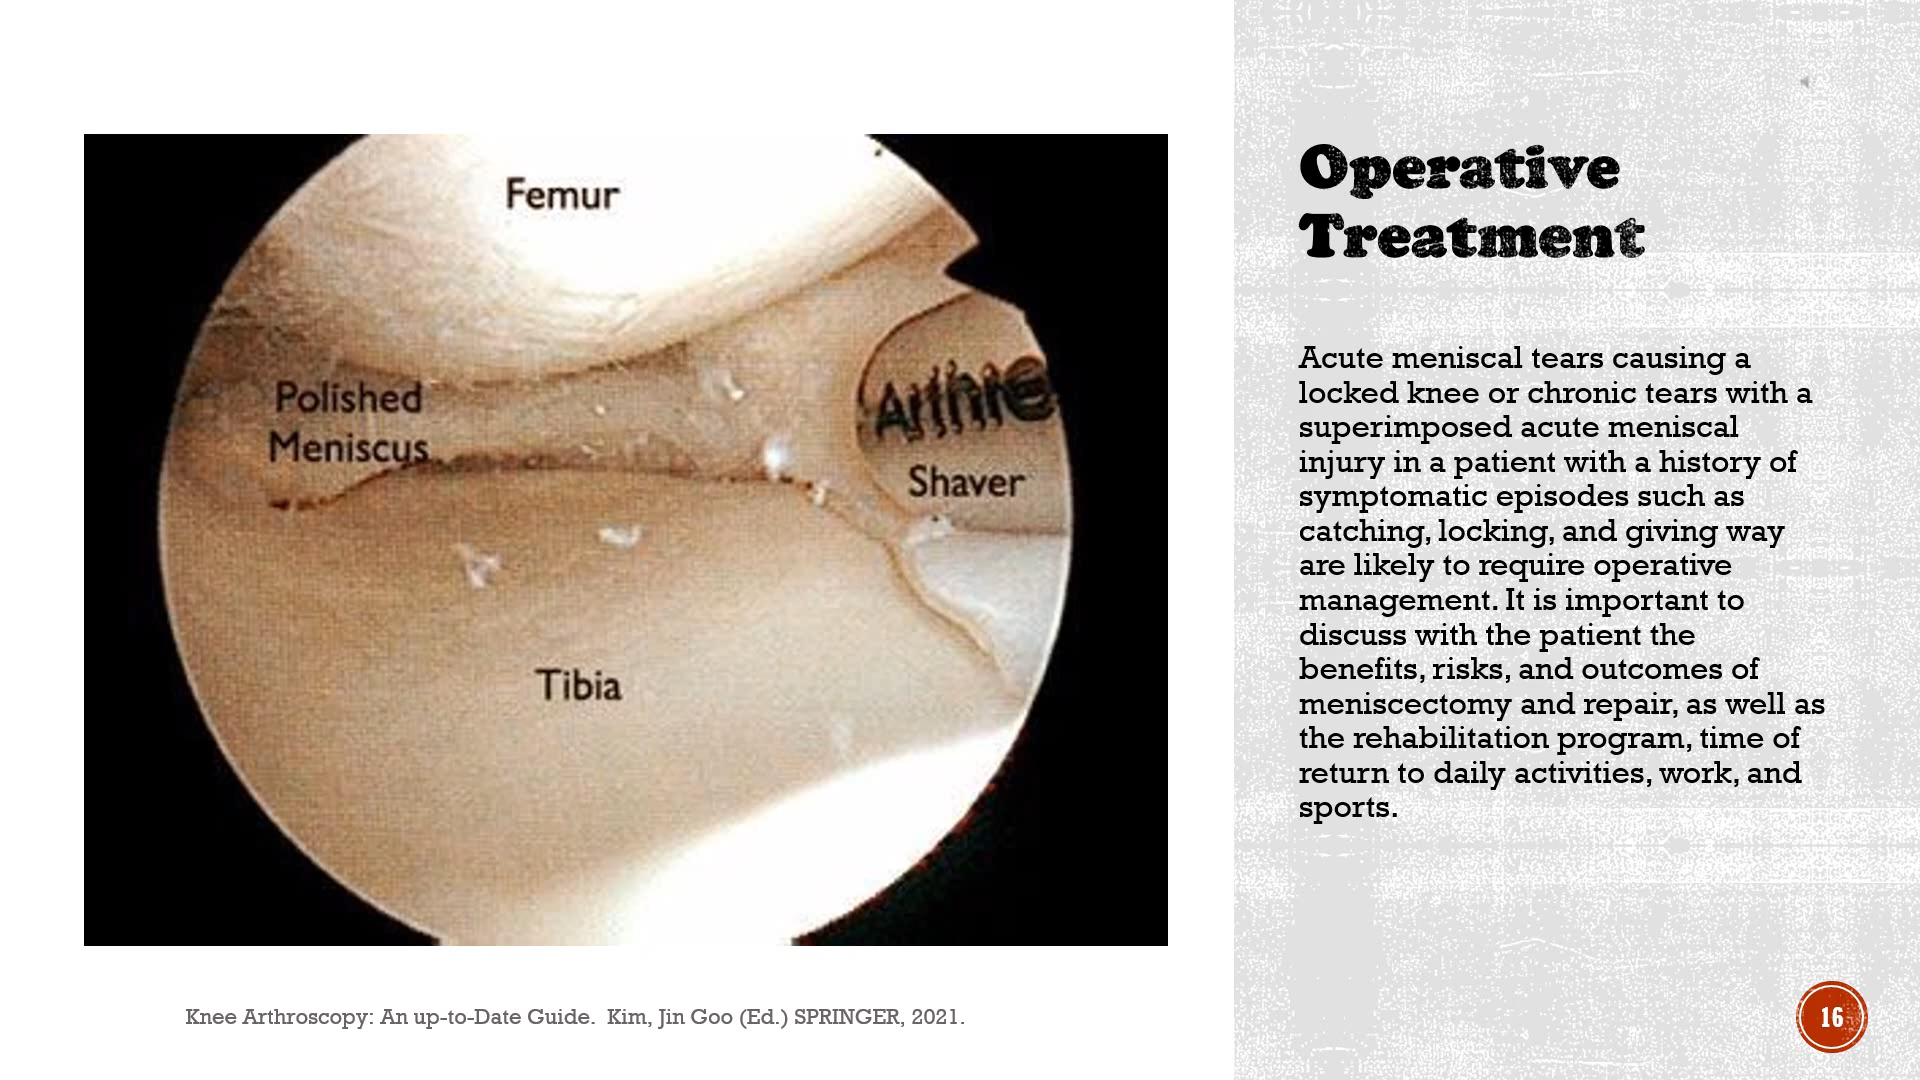 Femur
Polished
Meniscus
Arthre
Shaver
Tibia
Knee Arthroscopy: An up-to-Date Guide.  Kim, Jin Goo (Ed.) SPRINGER, 2021.
Operative
Treatment
Acute meniscal tears causing a
locked knee or chronic tears with a
superimposed acute meniscal
injury in a patient with a history of
symptomatic episodes such as
catching, locking, and giving way
are likely to require operative
management. It is important to
discuss with the patient the
benefits, risks, and outcomes of
meniscectomy and repair, as well as
the rehabilitation program, time of
return to daily activities, work, and
sports.
16